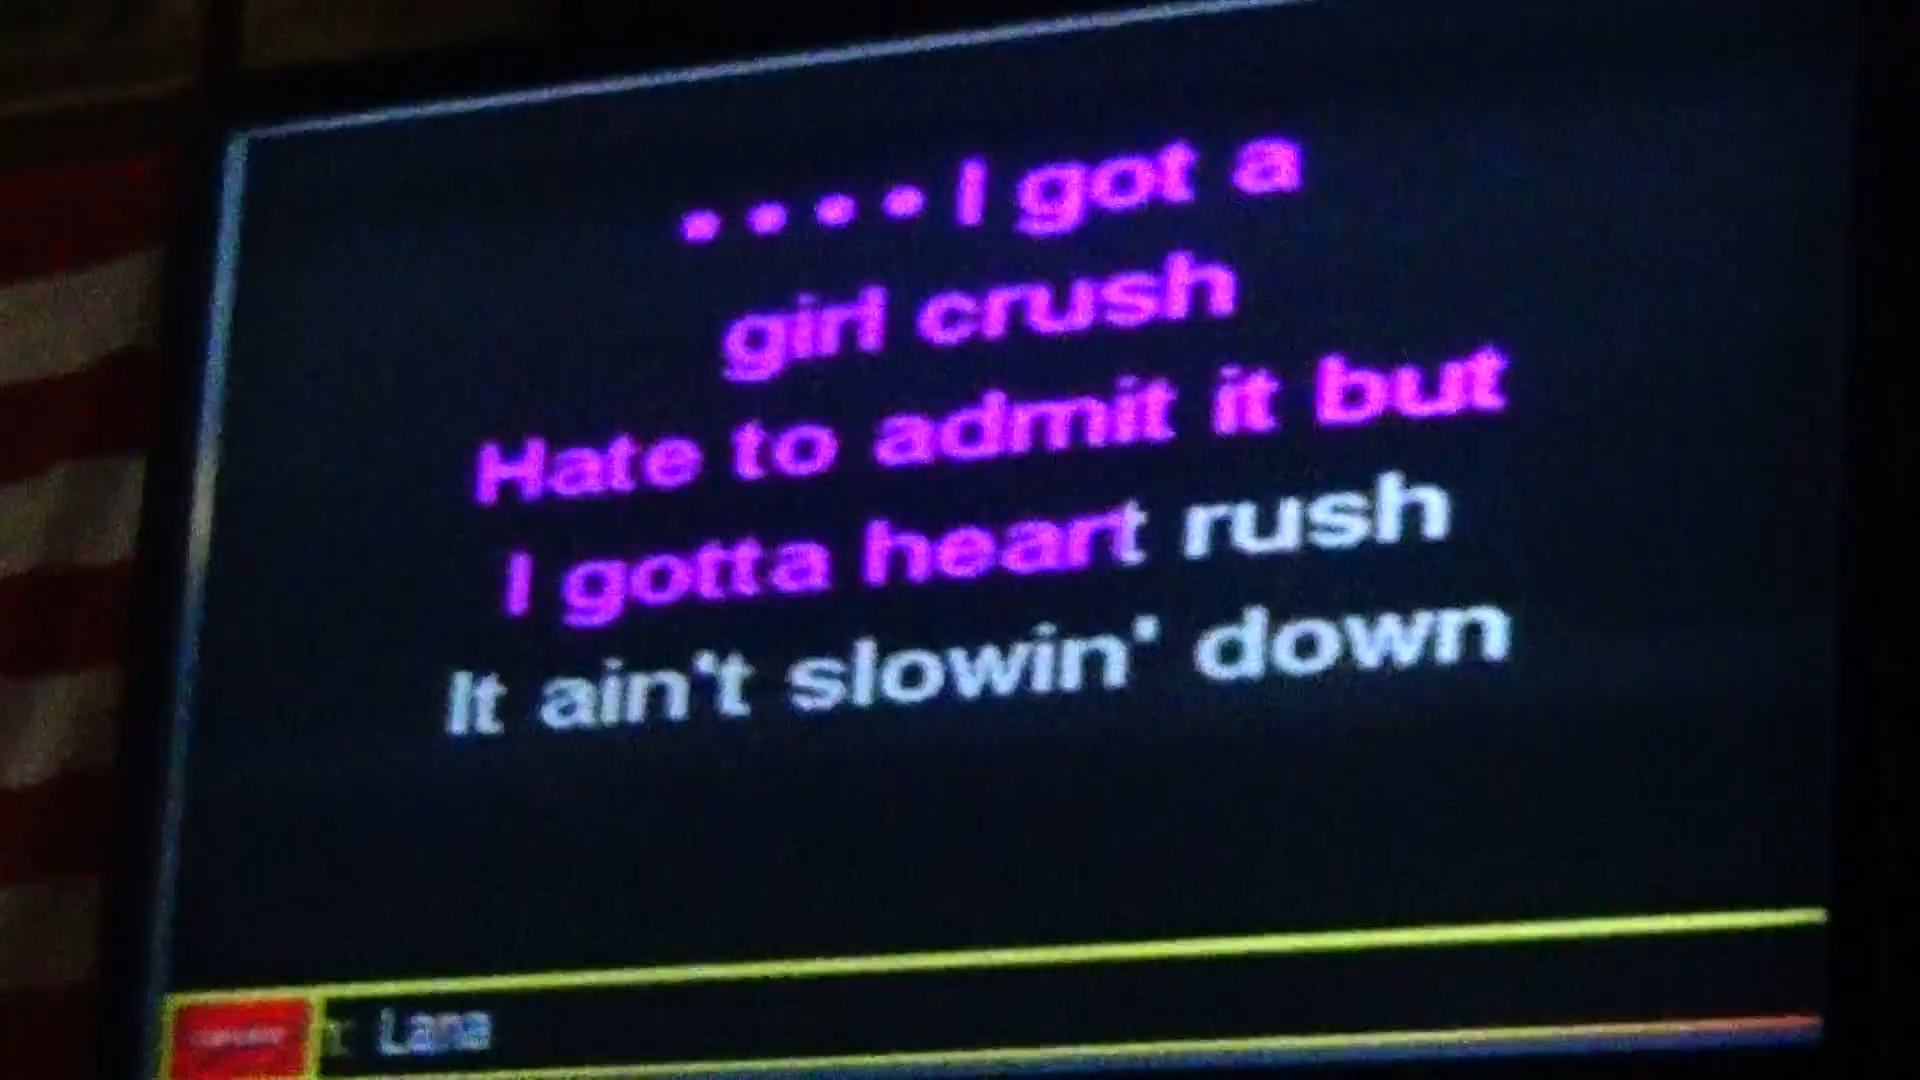 • • • • I got a
girl crush
Hate to admit it but
I gotta heart rush
It ain't slowin' down
Lana